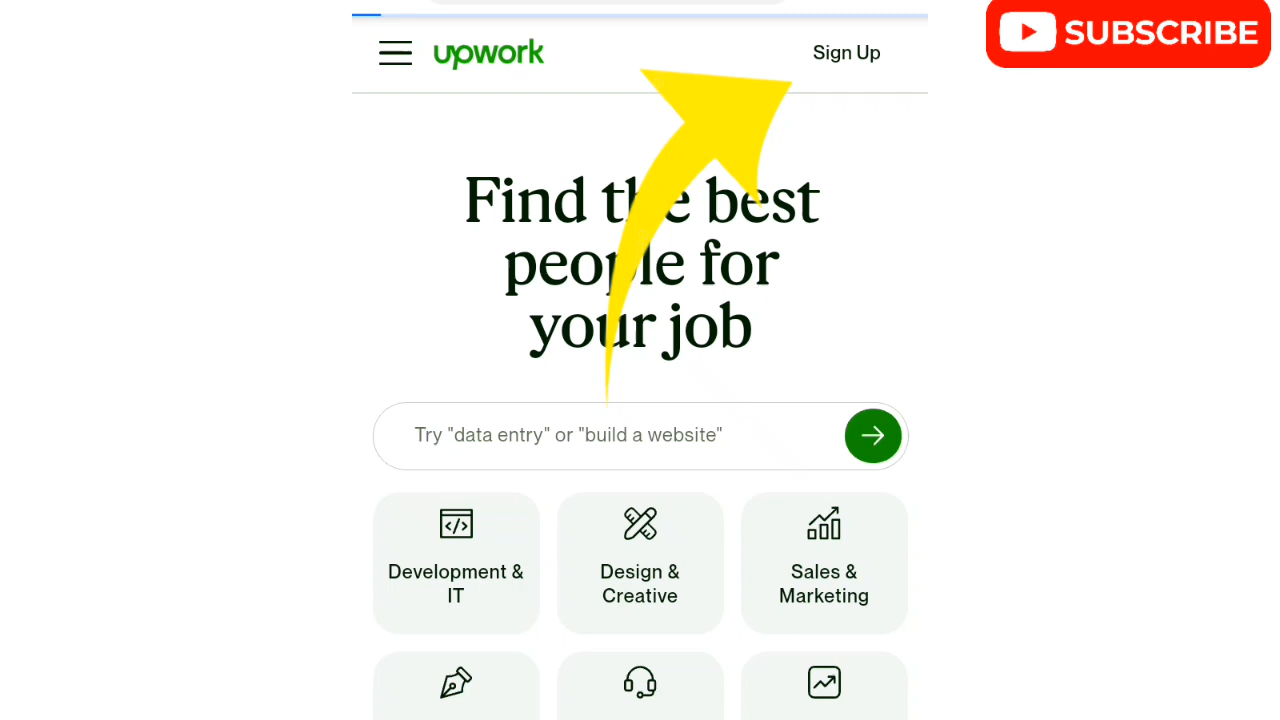 SUBSCRIBE
upwork
Sign Up
Find the best
people for
your job
Try "data entry" or "build a website"
Development &
IT
Design &
Creative
Sales &
Marketing